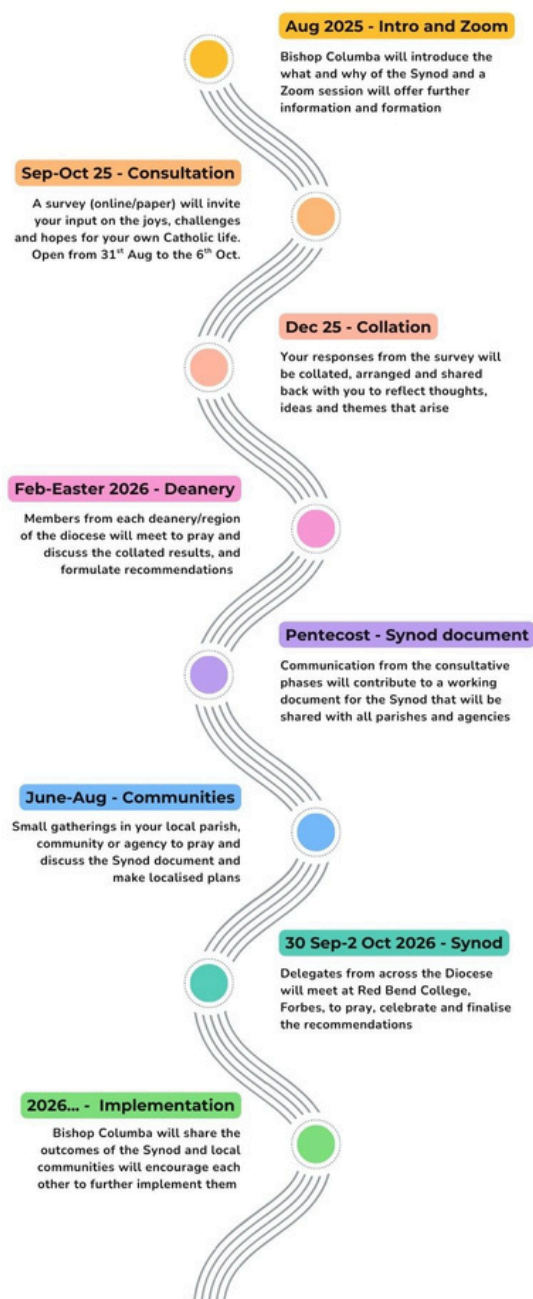 Aug 2025 - Intro and Zoom
Bishop Columba will introduce the
what and why of the Synod and a
Zoom session will offer further
information and formation
Sep-Oct 25 - Consultation
A survey (online/paper) will invite
your input on the joys, challenges
and hopes for your own Catholic life.
Open from 31st Aug to the 6th Oct.
Dec 25 - Collation
Your responses from the survey will
be collated, arranged and shared
back with you to reflect thoughts,
ideas and themes that arise
Feb-Easter 2026 - Deanery
Members from each deanery/region
of the diocese will meet to pray and
discuss the collated results, and
formulate recommendations
Pentecost - Synod document
Communication from the consultative
phases will contribute to a working
document for the Synod that will be
shared with all parishes and agencies
June-Aug - Communities
Small gatherings in your local parish,
community or agency to pray and
discuss the Synod document and
make localised plans
30 Sep-2 Oct 2026 - Synod
Delegates from across the Diocese
will meet at Red Bend College,
Forbes, to pray, celebrate and finalise
the recommendations
2026... - Implementation
Bishop Columba will share the
outcomes of the Synod and local
communities will encourage each
other to further implement them